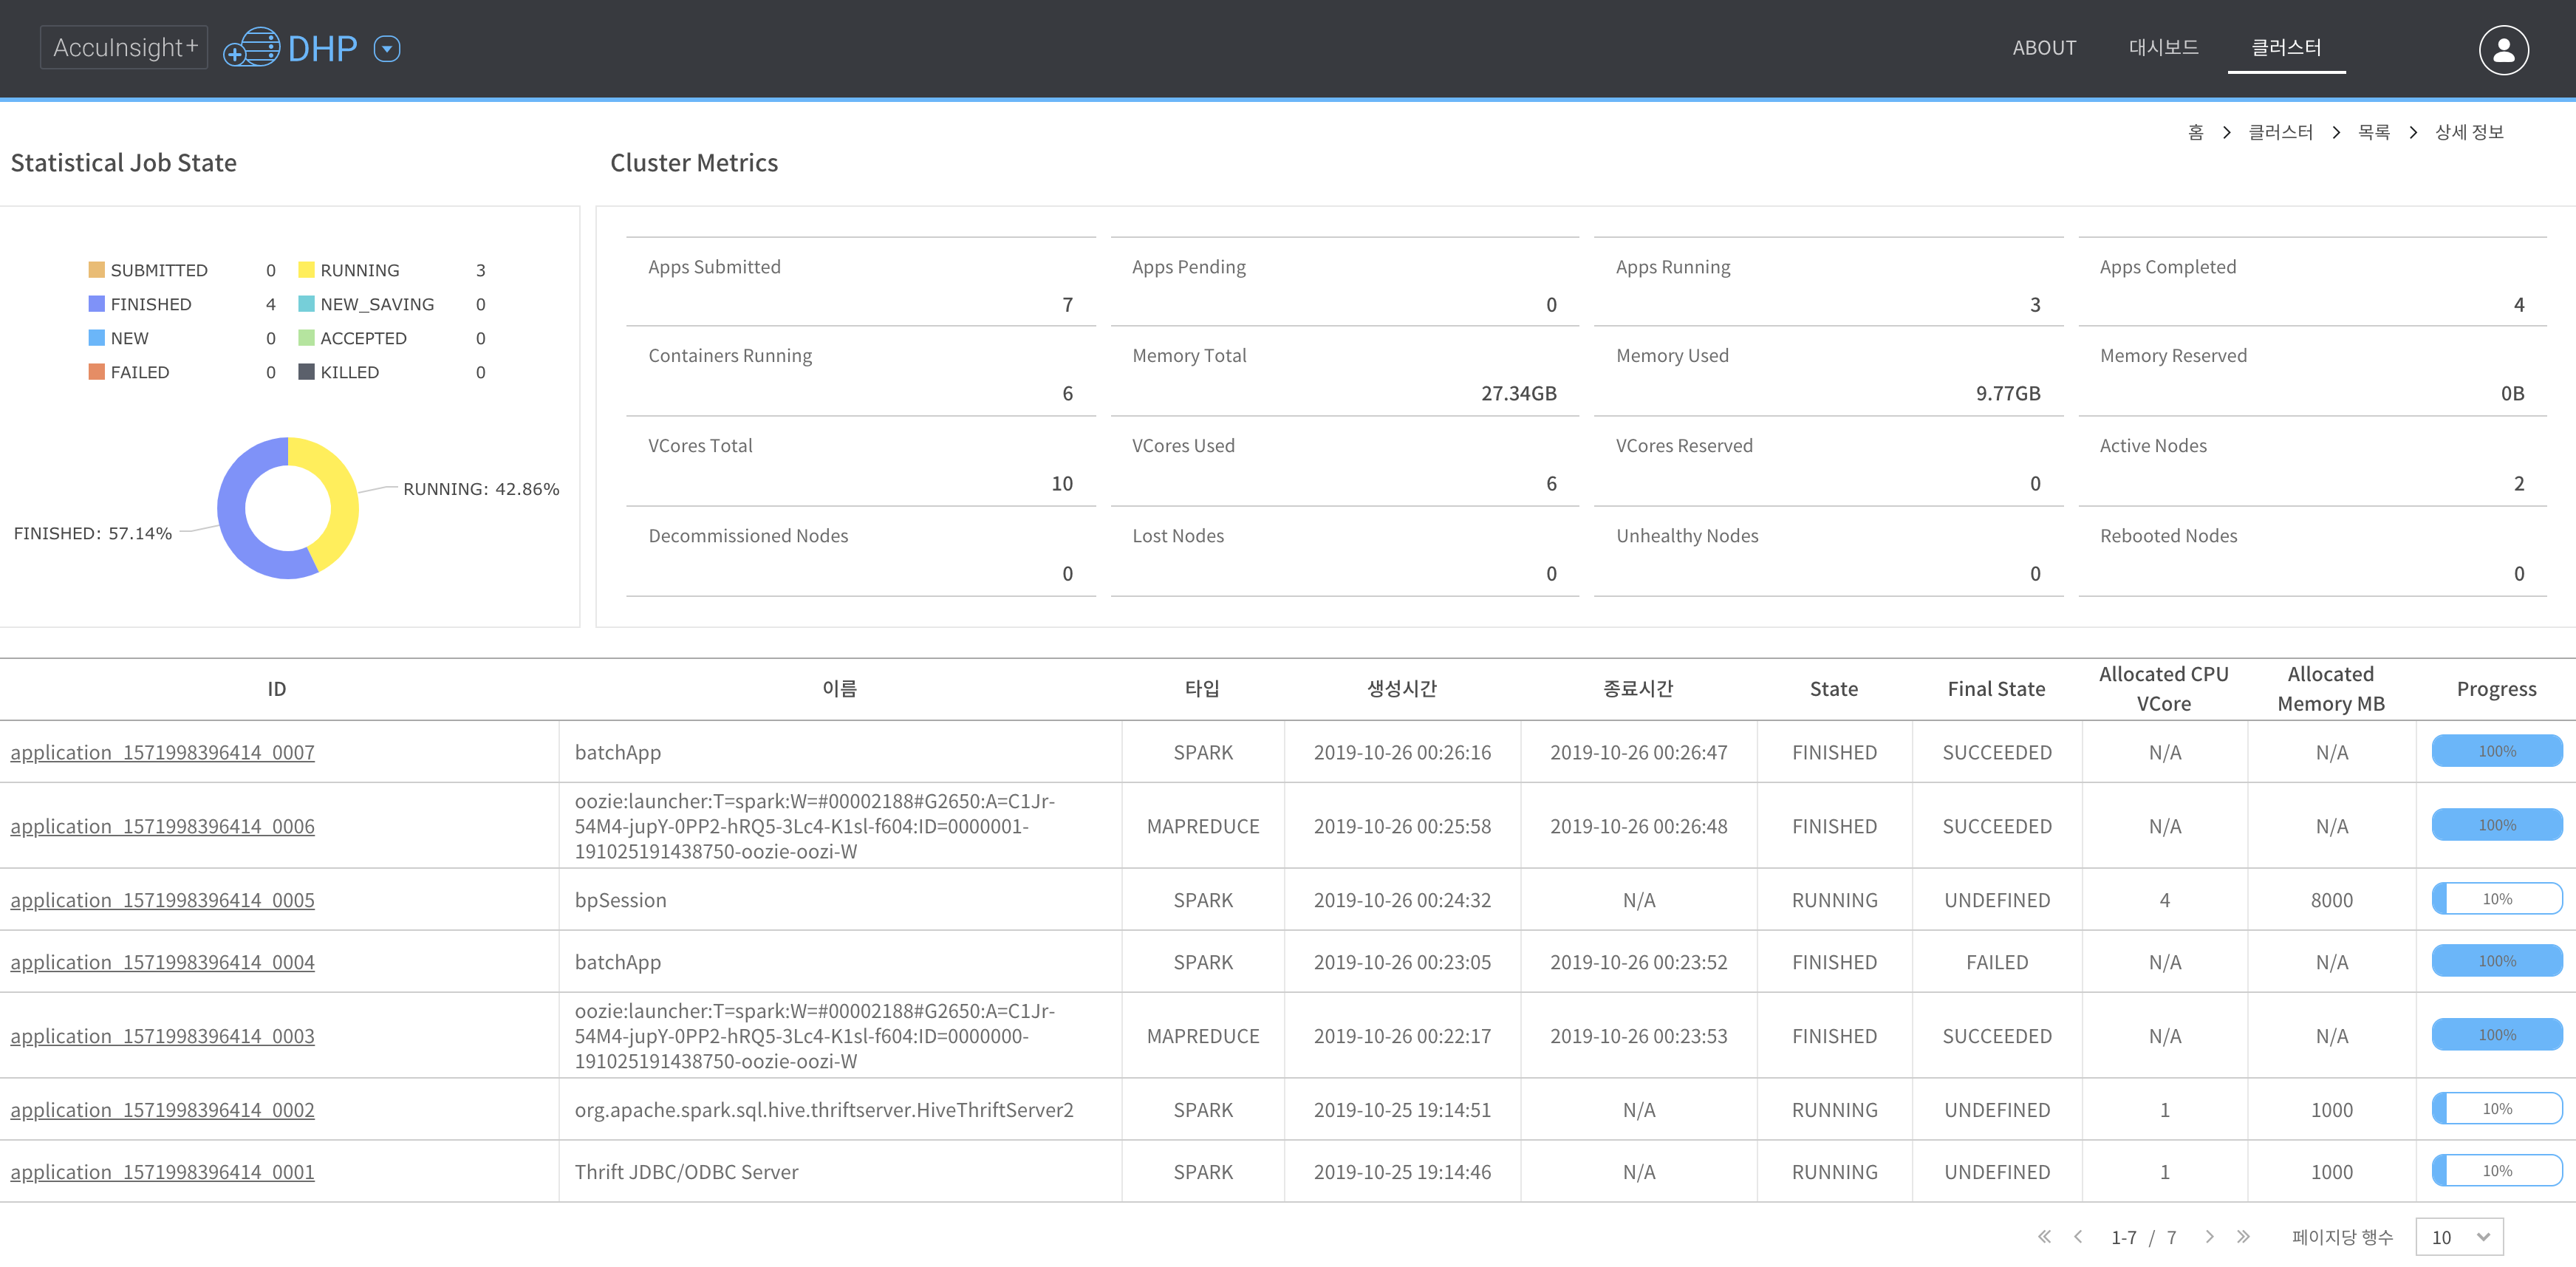 AccuInsight+ DHP ABOUT 대시보드 클러스터
홈 > 클러스터 > 목록 > 상세 정보
Statistical Job State
SUBMITTED 0 RUNNING 3
FINISHED 4 NEW_SAVING 0
NEW 0 ACCEPTED 0
FAILED 0 KILLED 0
RUNNING: 42.86%
FINISHED: 57.14%
Cluster Metrics
Apps Submitted Apps Pending Apps Running Apps Completed
7 0 3 4
Containers Running Memory Total Memory Used Memory Reserved
6 27.34GB 9.77GB 0B
VCores Total VCores Used VCores Reserved Active Nodes
10 6 0 2
Decommissioned Nodes Lost Nodes Unhealthy Nodes Rebooted Nodes
0 0 0 0
ID 이름 타입 생성시간 종료시간 State Final State Allocated CPU VCore Allocated Memory MB Progress
application_1571998396414_0007 batchApp SPARK 2019-10-26 00:26:16 2019-10-26 00:26:47 FINISHED SUCCEEDED N/A N/A 100%
application_1571998396414_0006 oozie:launcher:T=spark:W=#00002188#G2650:A=C1Jr-
54M4-jupY-0PP2-hRQ5-3Lc4-K1sl-f604:ID=0000001-
191025191438750-oozie-oozi-W MAPREDUCE 2019-10-26 00:25:58 2019-10-26 00:26:48 FINISHED SUCCEEDED N/A N/A 100%
application_1571998396414_0005 bpSession SPARK 2019-10-26 00:24:32 N/A RUNNING UNDEFINED 4 8000 10%
application_1571998396414_0004 batchApp SPARK 2019-10-26 00:23:05 2019-10-26 00:23:52 FINISHED FAILED N/A N/A 100%
application_1571998396414_0003 oozie:launcher:T=spark:W=#00002188#G2650:A=C1Jr-
54M4-jupY-0PP2-hRQ5-3Lc4-K1sl-f604:ID=0000000-
191025191438750-oozie-oozi-W MAPREDUCE 2019-10-26 00:22:17 2019-10-26 00:23:53 FINISHED SUCCEEDED N/A N/A 100%
application_1571998396414_0002 org.apache.spark.sql.hive.thriftserver.HiveThriftServer2 SPARK 2019-10-25 19:14:51 N/A RUNNING UNDEFINED 1 1000 10%
application_1571998396414_0001 Thrift JDBC/ODBC Server SPARK 2019-10-25 19:14:46 N/A RUNNING UNDEFINED 1 1000 10%
1-7 / 7 페이지당 행수 10